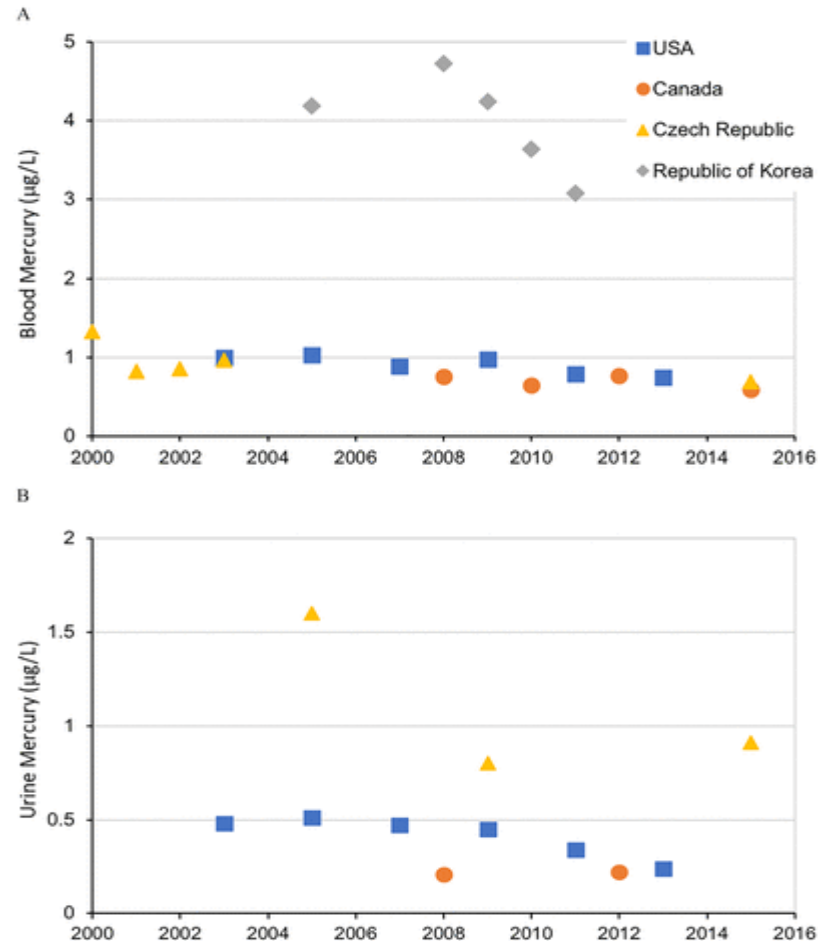 A
5
4
3
2
1
0
Blood Mercury (µg/L)
USA
Canada
Czech Republic
Republic of Korea
2000 2002 2004 2006 2008 2010 2012 2014 2016
B
2
1.5
1
0.5
0
Urine Mercury (µg/L)
2000 2002 2004 2006 2008 2010 2012 2014 2016